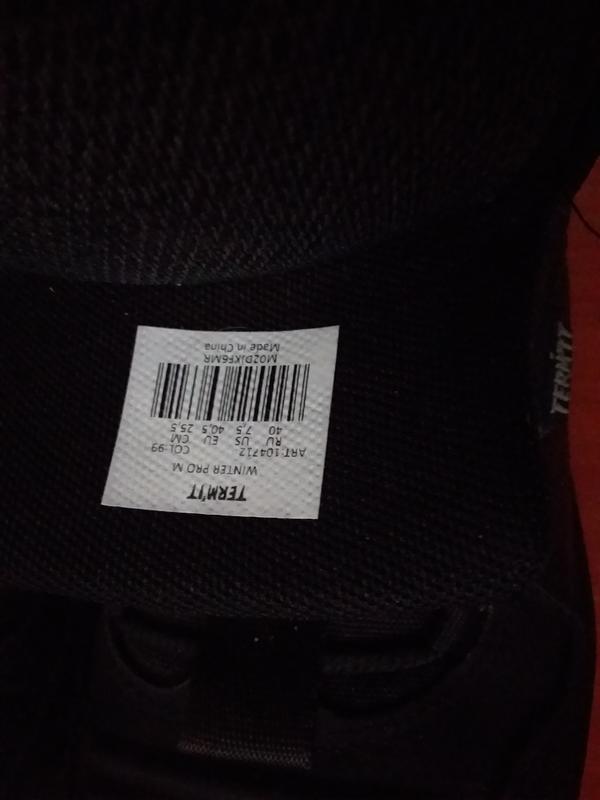 TERM'IT
WINTER PRO M
ART:104712 COL:99
RU US EU CM
40 7,5 40,5 25,5
MOZDIKF6MR
Made in China
TERM'IT